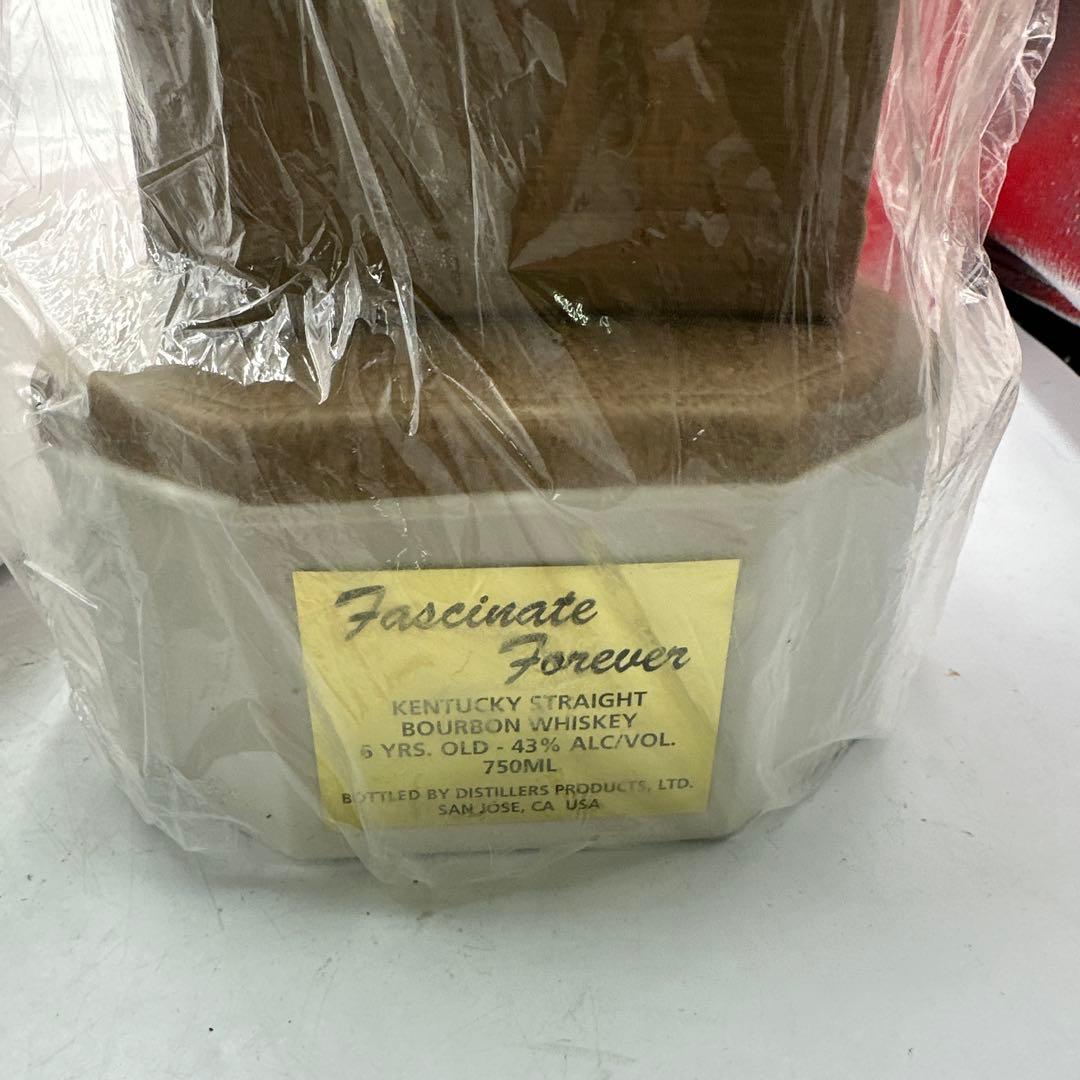 Fascinate
Forever
KENTUCKY STRAIGHT
BOURBON WHISKEY
6 YRS. OLD - 43% ALC/VOL.
750ML
BOTTLED BY DISTILLERS PRODUCTS, LTD.
SAN JOSE, CA USA